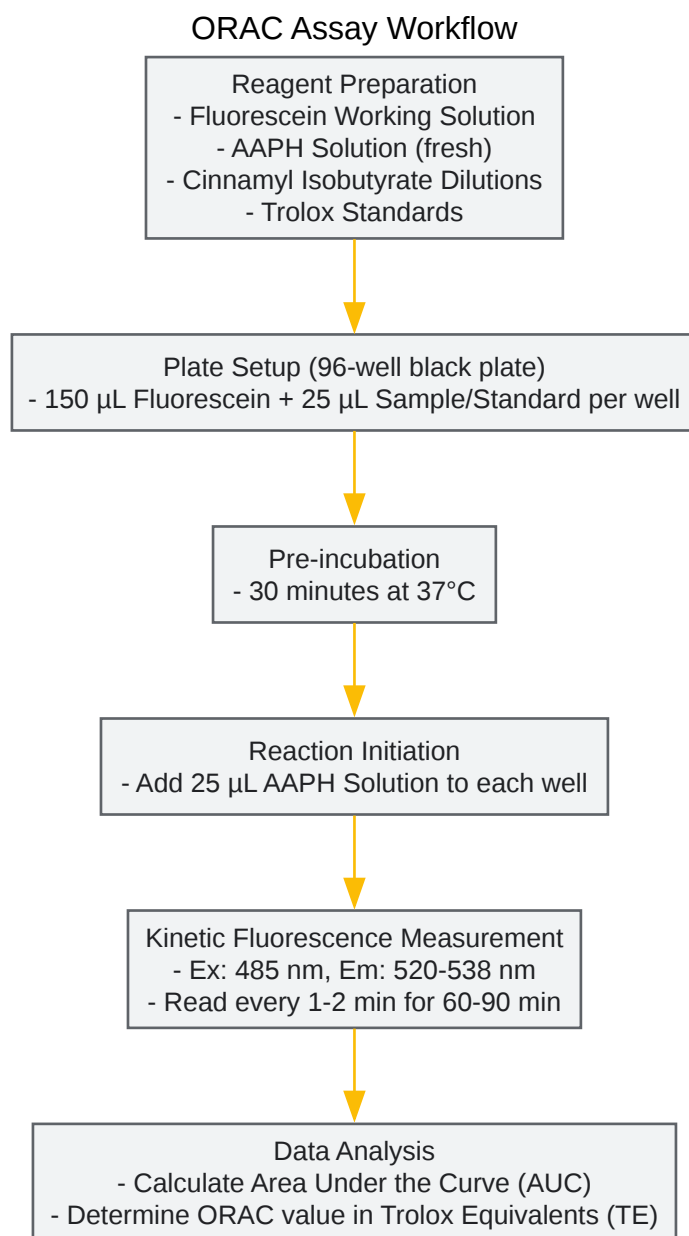 ORAC Assay Workflow
Reagent Preparation
- Fluorescein Working Solution
- AAPH Solution (fresh)
- Cinnamyl Isobutyrate Dilutions
- Trolox Standards
Plate Setup (96-well black plate)
- 150 µL Fluorescein + 25 µL Sample/Standard per well
Pre-incubation
- 30 minutes at 37°C
Reaction Initiation
- Add 25 µL AAPH Solution to each well
Kinetic Fluorescence Measurement
- Ex: 485 nm, Em: 520-538 nm
- Read every 1-2 min for 60-90 min
Data Analysis
- Calculate Area Under the Curve (AUC)
- Determine ORAC value in Trolox Equivalents (TE)